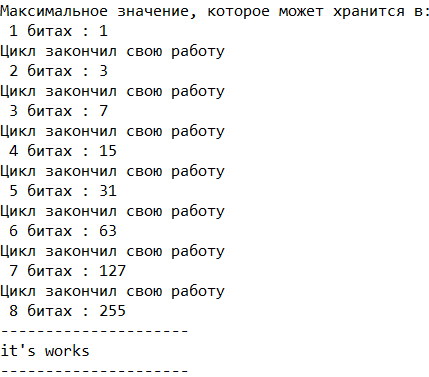 Максимальное значение, которое может хранится в:
 1 битах : 1
Цикл закончил свою работу
 2 битах : 3
Цикл закончил свою работу
 3 битах : 7
Цикл закончил свою работу
 4 битах : 15
Цикл закончил свою работу
 5 битах : 31
Цикл закончил свою работу
 6 битах : 63
Цикл закончил свою работу
 7 битах : 127
Цикл закончил свою работу
 8 битах : 255
---------------------
it's works
---------------------